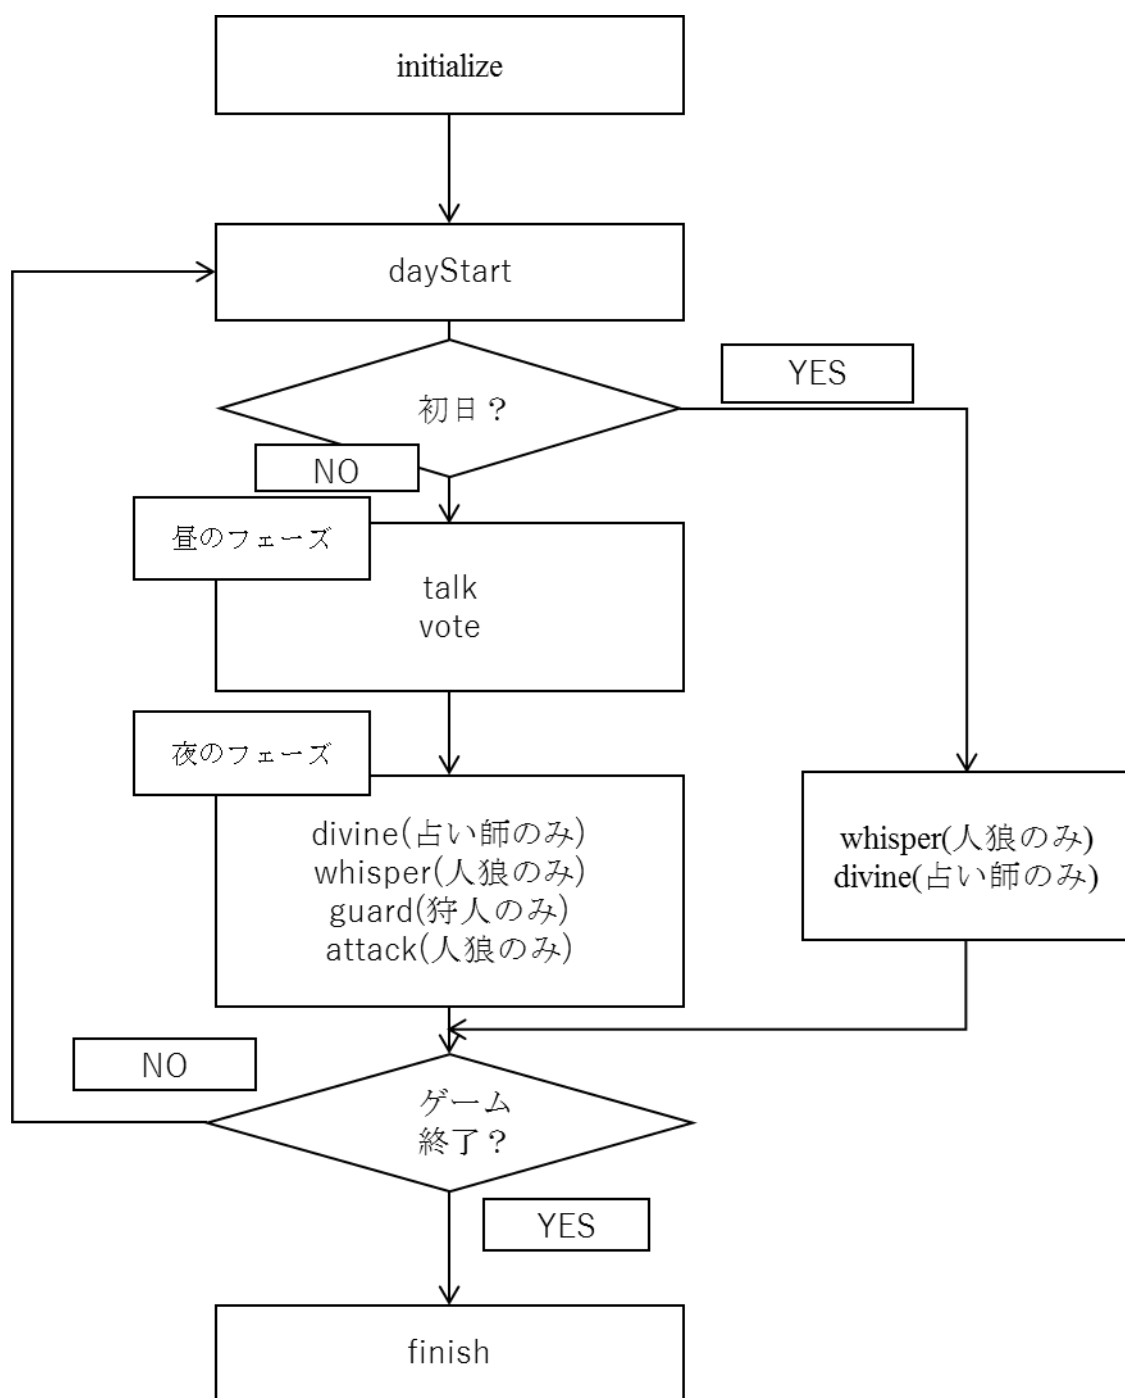 initialize
dayStart
初日？
YES
NO
昼のフェーズ
talk
vote
夜のフェーズ
divine(占い師のみ)
whisper(人狼のみ)
guard(狩人のみ)
attack(人狼のみ)
whisper(人狼のみ)
divine(占い師のみ)
NO
ゲーム
終了？
YES
finish